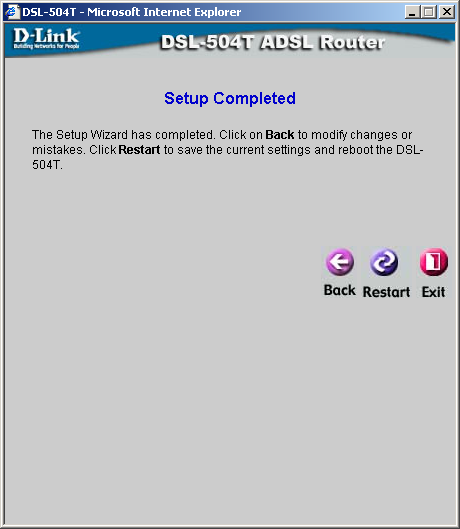 DSL-504T - Microsoft Internet Explorer
D-Link
Building Networks for People
DSL-504T ADSL Router
Setup Completed
The Setup Wizard has completed. Click on Back to modify changes or
mistakes. Click Restart to save the current settings and reboot the DSL-
504T.
Back Restart Exit